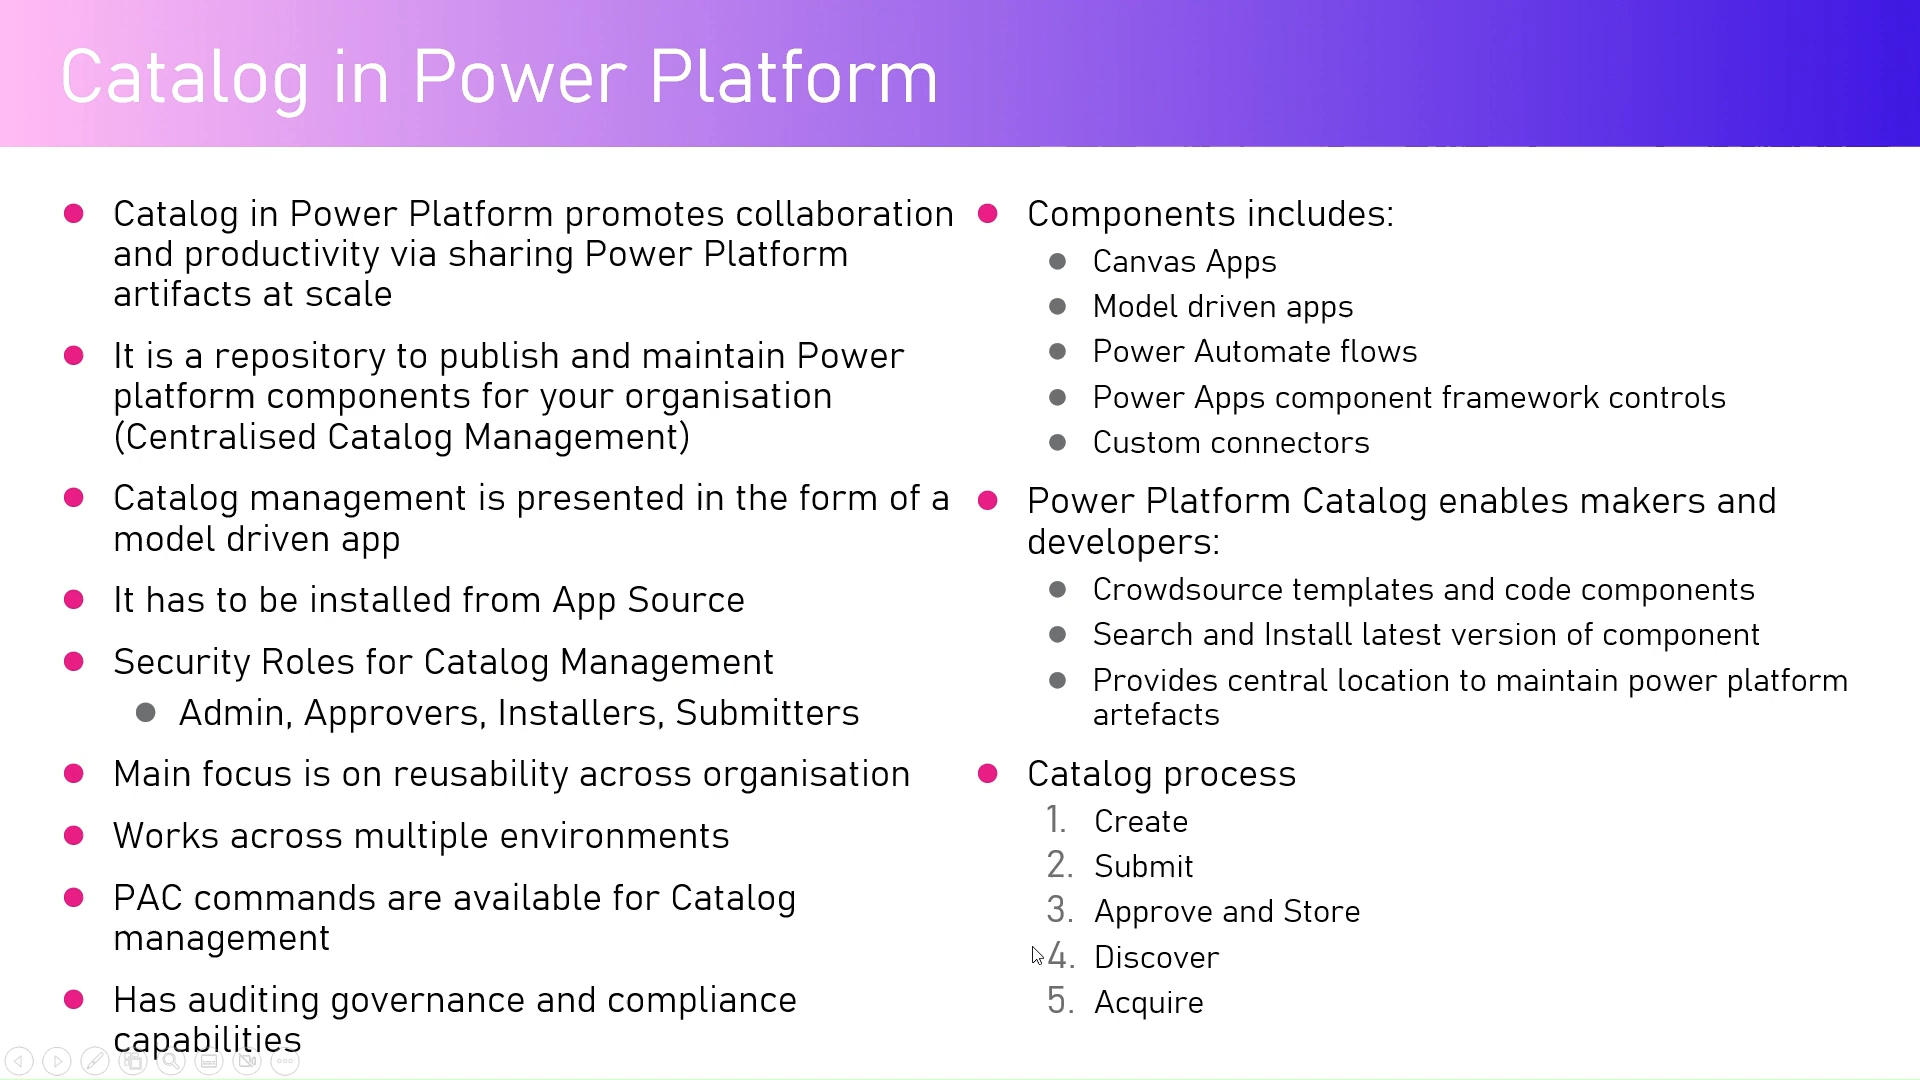 Catalog in Power Platform
Catalog in Power Platform promotes collaboration
and productivity via sharing Power Platform
artifacts at scale
It is a repository to publish and maintain Power
platform components for your organisation
(Centralised Catalog Management)
Catalog management is presented in the form of a
model driven app
It has to be installed from App Source
Security Roles for Catalog Management
Admin, Approvers, Installers, Submitters
Main focus is on reusability across organisation
Works across multiple environments
PAC commands are available for Catalog
management
Has auditing governance and compliance
capabilities
Components includes:
Canvas Apps
Model driven apps
Power Automate flows
Power Apps component framework controls
Custom connectors
Power Platform Catalog enables makers and
developers:
Crowdsource templates and code components
Search and Install latest version of component
Provides central location to maintain power platform
artefacts
Catalog process
1. Create
2. Submit
3. Approve and Store
4. Discover
5. Acquire